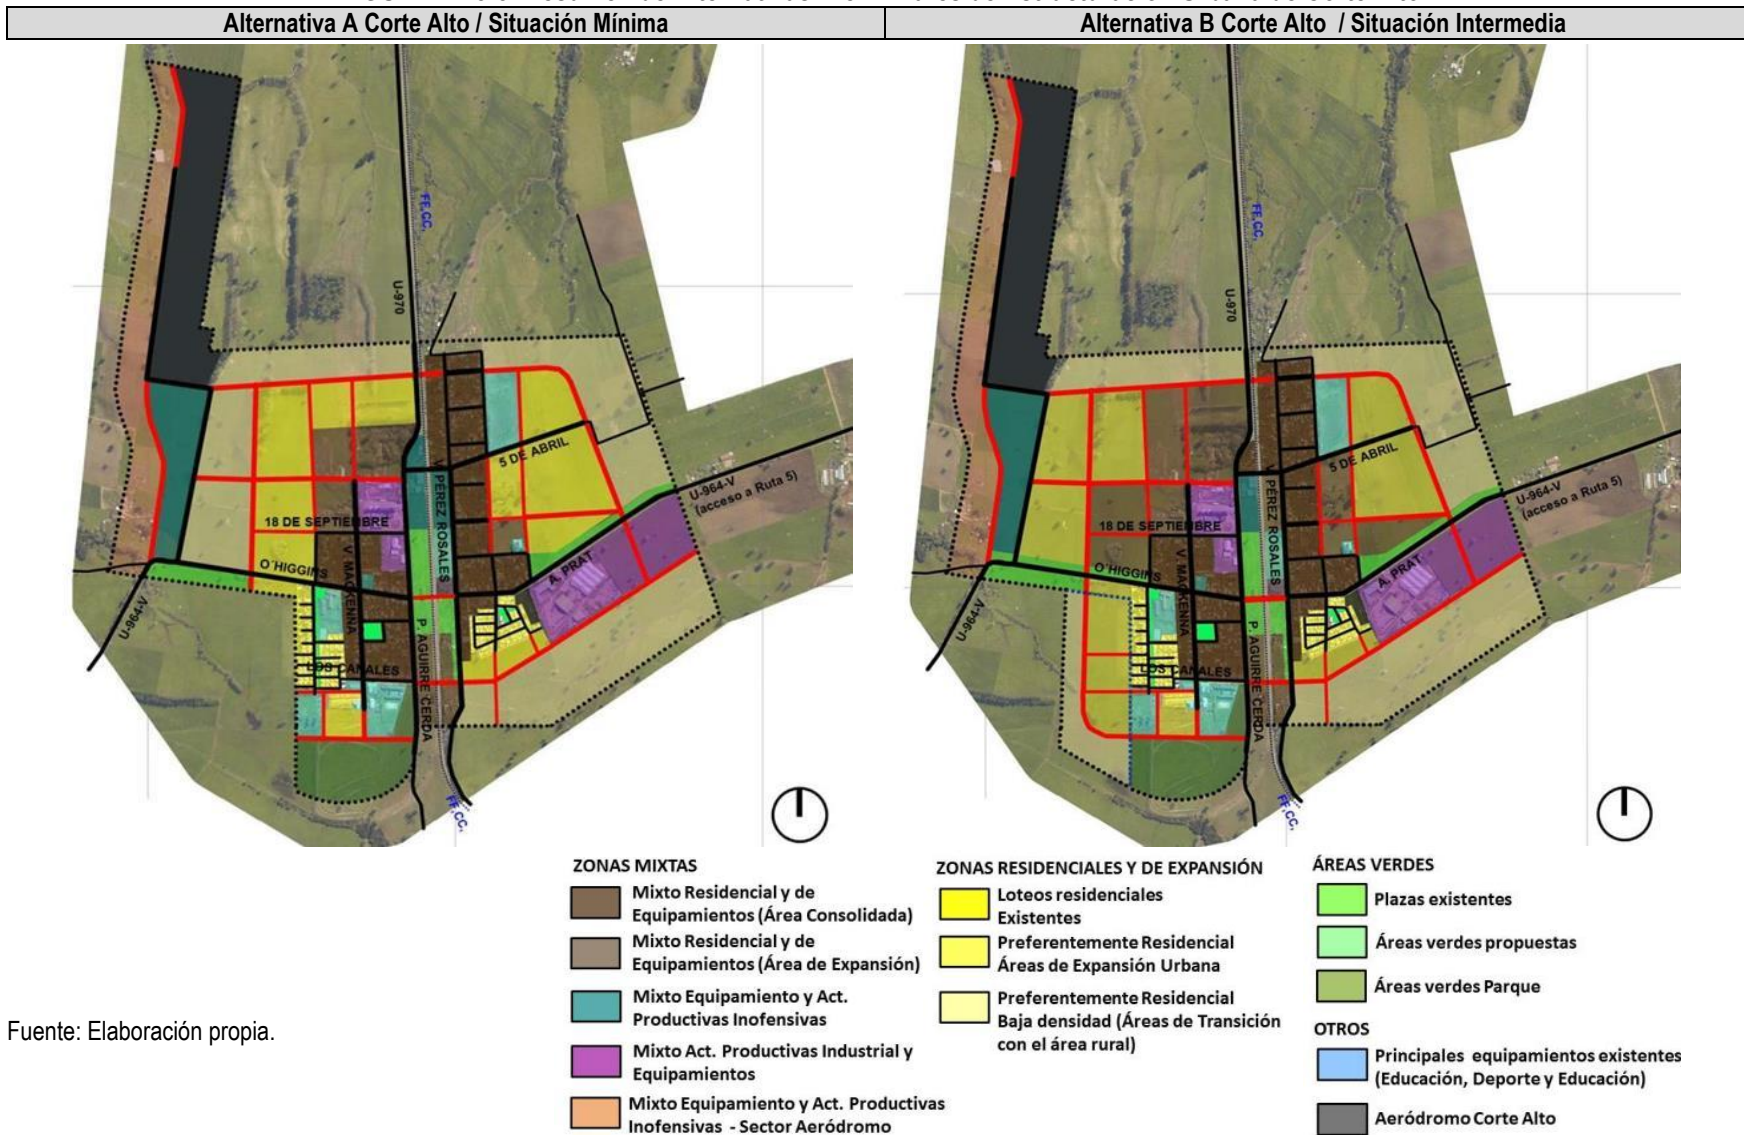 Alternativa A Corte Alto / Situación Mínima
Alternativa B Corte Alto / Situación Intermedia
FF.CC.
U-970
5 DE ABRIL
V. PÉREZ ROSALES
U-964-V
(acceso a Ruta 5)
18 DE SEPTIEMBRE
O´HIGGINS
V MACKENNA
A. PRAT
U-964-V
LOS CANALES
P. AGUIRRE CERDA
FF.CC.
FF.CC.
U-970
5 DE ABRIL
V. PÉREZ ROSALES
U-964-V
(acceso a Ruta 5)
18 DE SEPTIEMBRE
O´HIGGINS
V MACKENNA
A. PRAT
U-964-V
LOS CANALES
P. AGUIRRE CERDA
FF.CC.
ZONAS MIXTAS
Mixto Residencial y de
Equipamientos (Área Consolidada)
Mixto Residencial y de
Equipamientos (Área de Expansión)
Mixto Equipamiento y Act.
Productivas Inofensivas
Mixto Act. Productivas Industrial y
Equipamientos
Mixto Equipamiento y Act. Productivas
Inofensivas - Sector Aeródromo
ZONAS RESIDENCIALES Y DE EXPANSIÓN
Loteos residenciales
Existentes
Preferentemente Residencial
Áreas de Expansión Urbana
Preferentemente Residencial
Baja densidad (Áreas de Transición
con el área rural)
ÁREAS VERDES
Plazas existentes
Áreas verdes propuestas
Áreas verdes Parque
OTROS
Principales equipamientos existentes
(Educación, Deporte y Educación)
Aeródromo Corte Alto
Fuente: Elaboración propia.